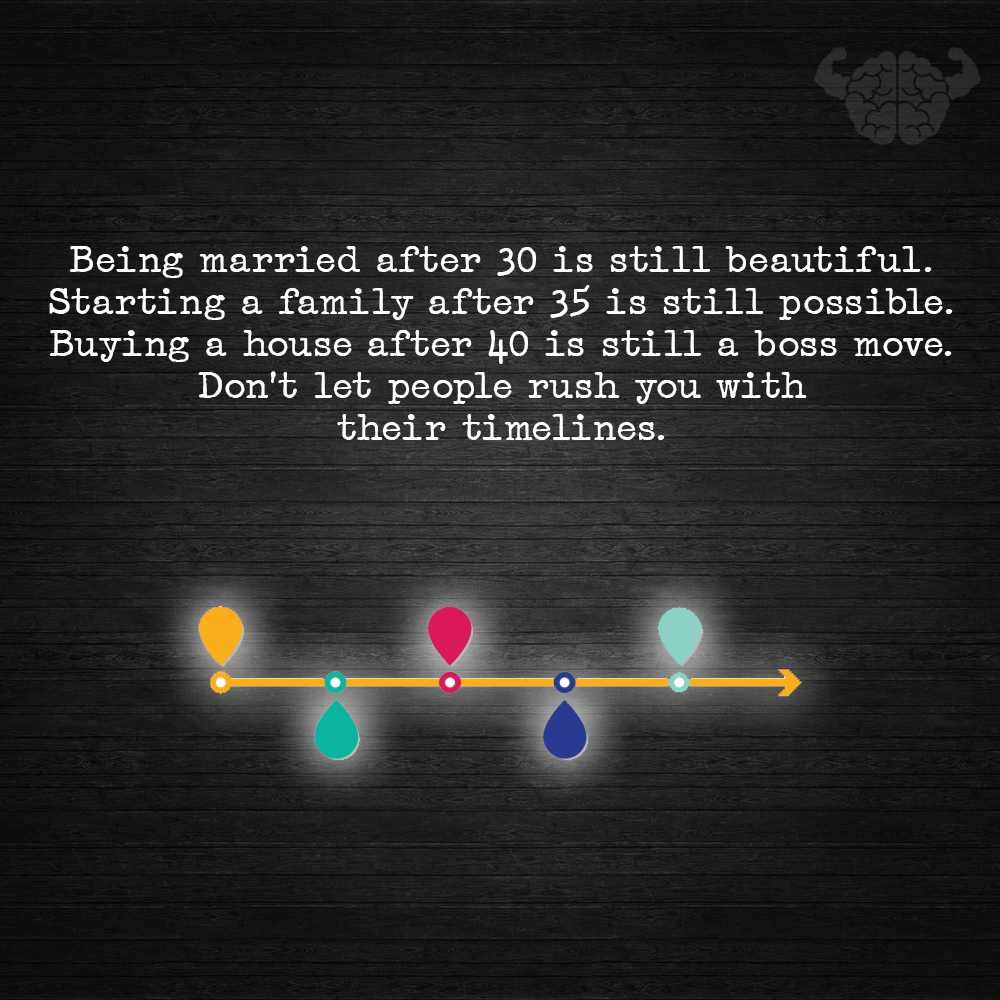 Being married after 30 is still beautiful.
Starting a family after 35 is still possible.
Buying a house after 40 is still a boss move.
Don't let people rush you with
their timelines.